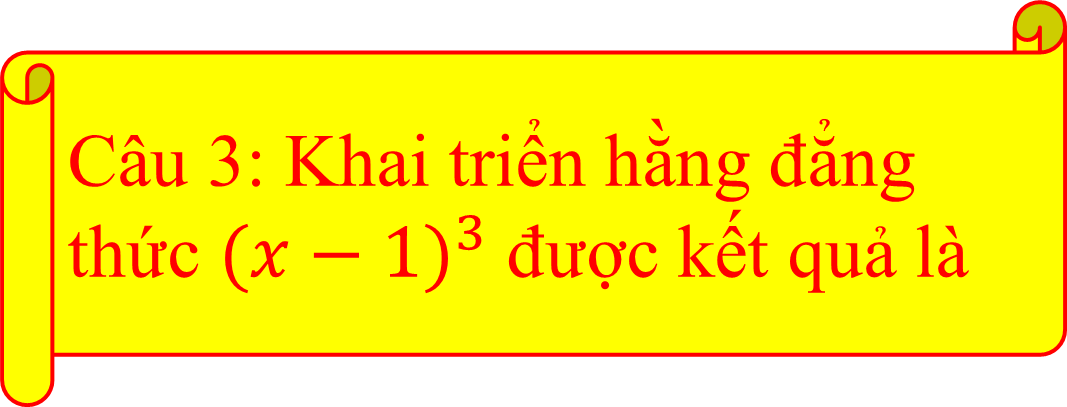 Câu 3: Khai triển hằng đẳng
thức $(x-1)^3$ được kết quả là